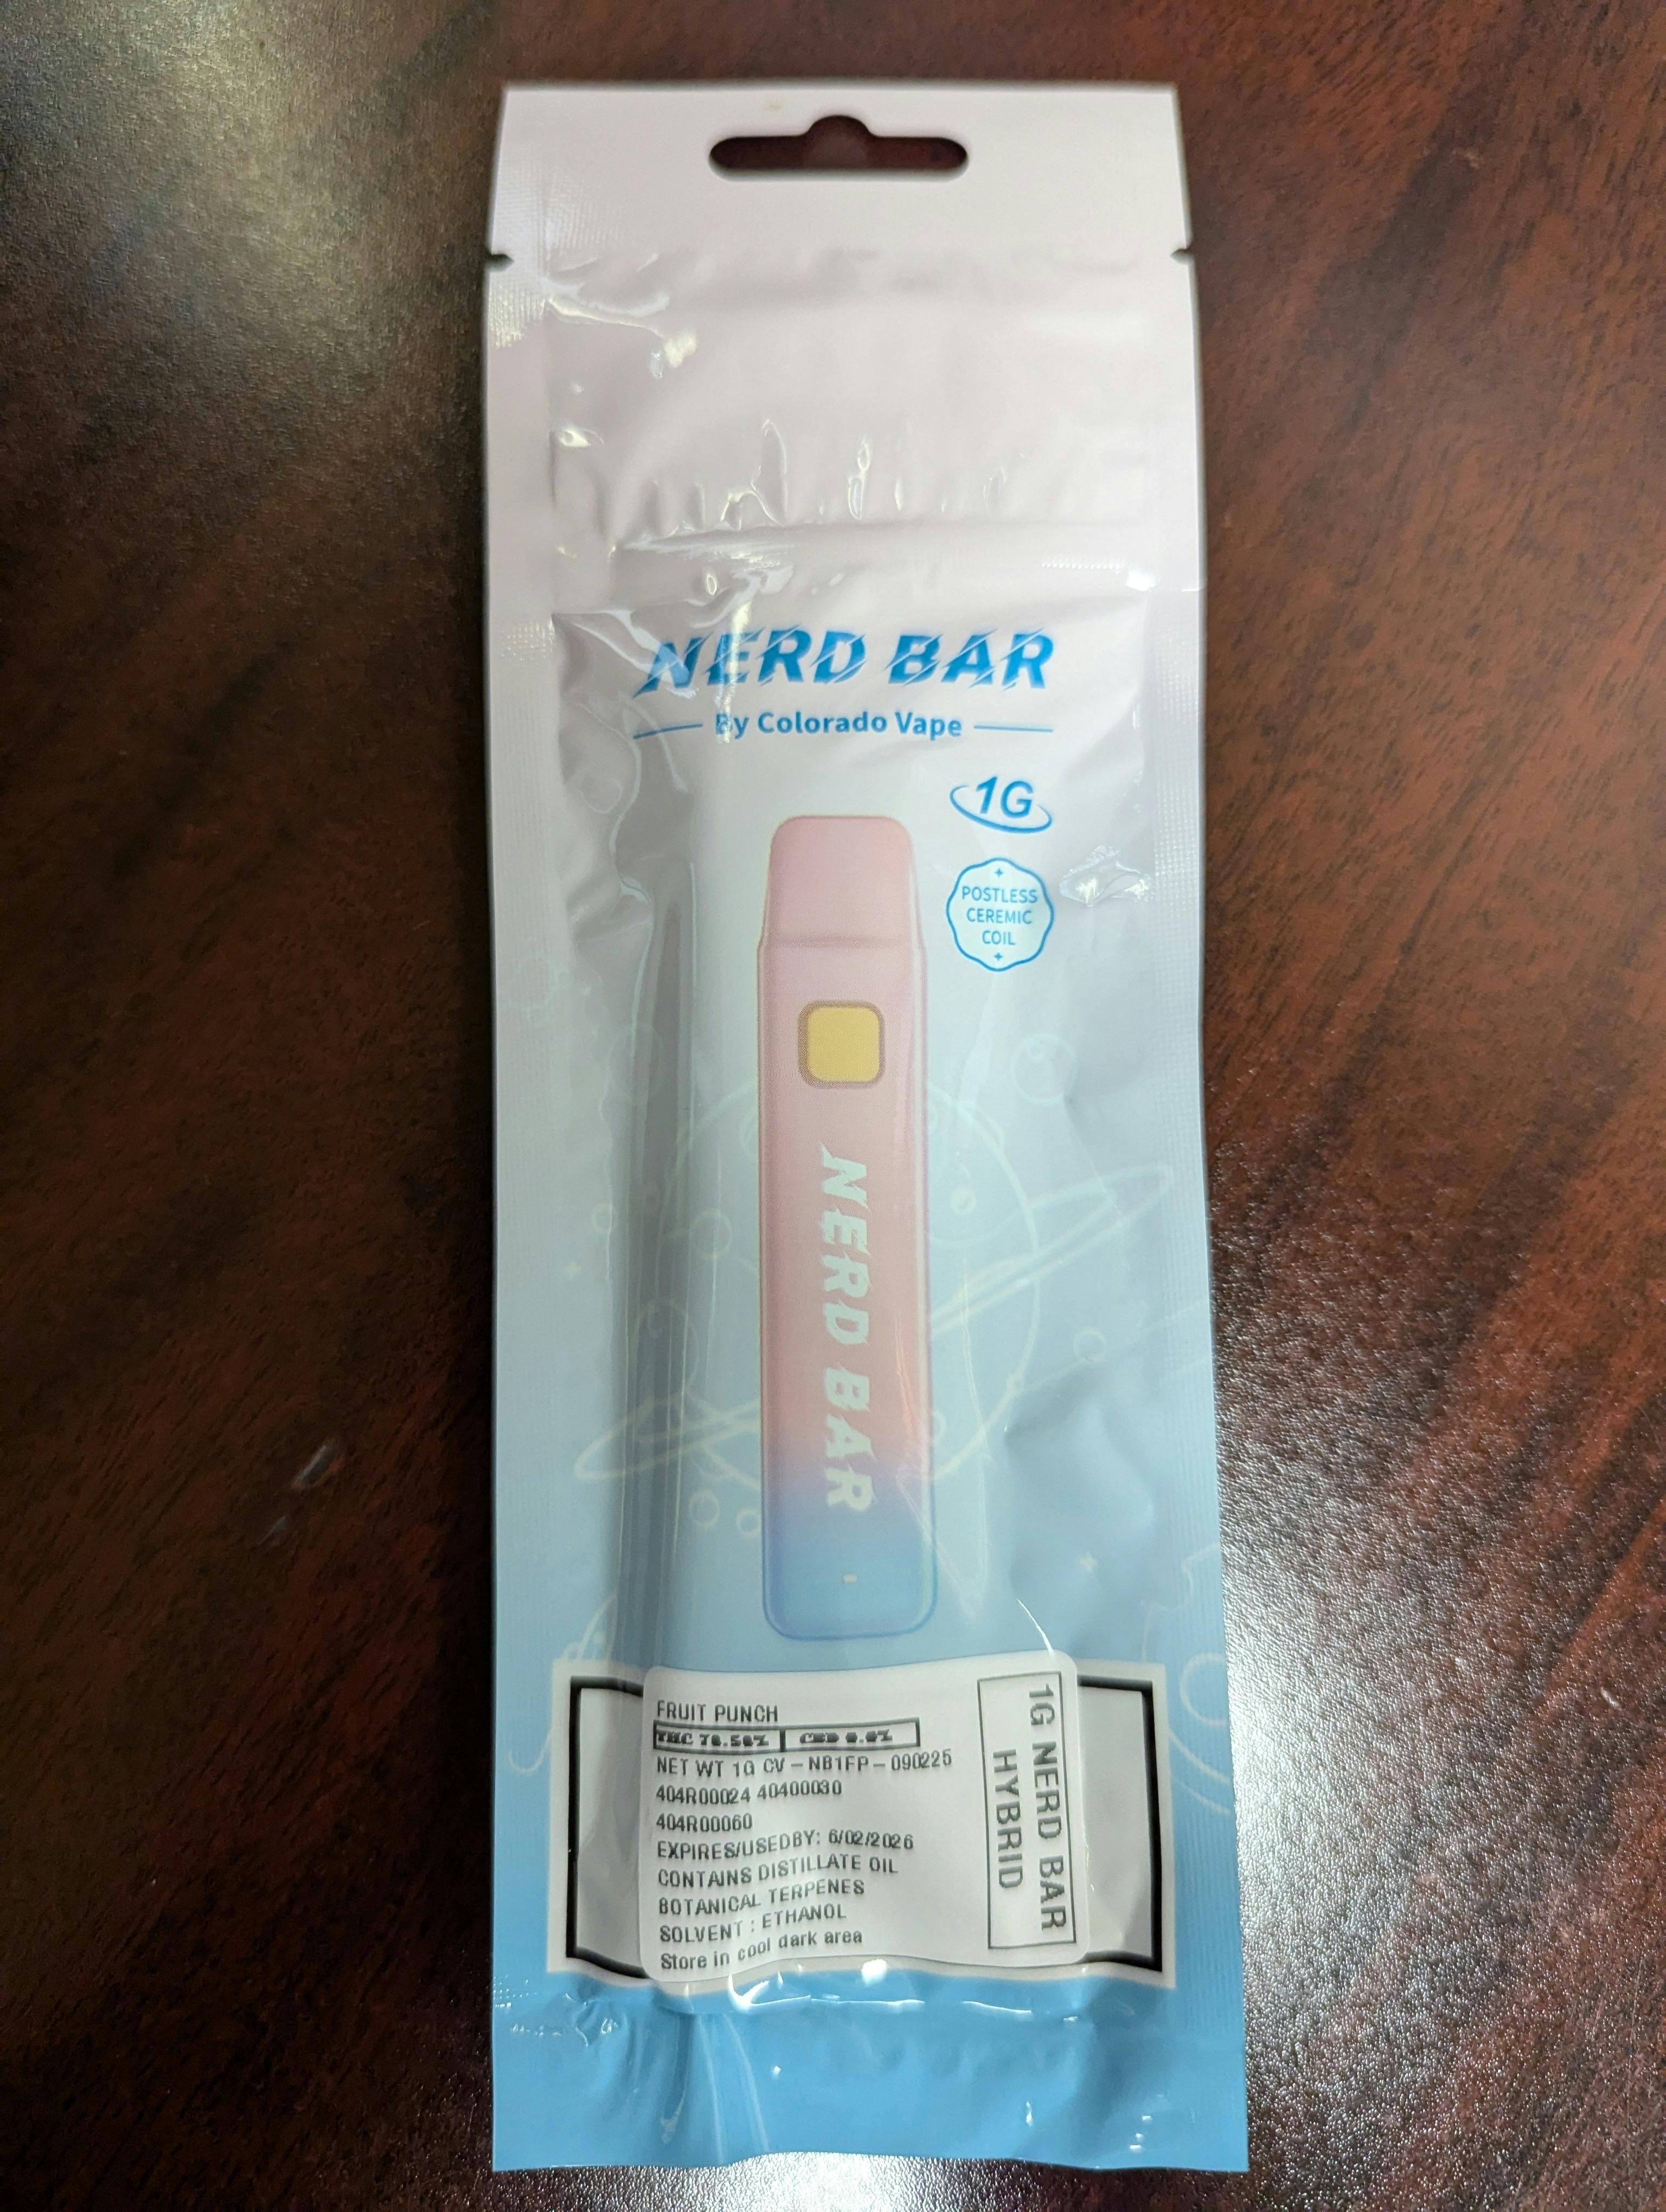 NERD BAR
By Colorado Vape
1G
POSTLESS
CEREMIC
COIL
NERD BAR
FRUIT PUNCH
THC CBD
NET WT 1G CV - NB1FP - 090225
404R00024 40400030
404R00060
EXPIRES/USEDBY: 6/02/2026
CONTAINS DISTILLATE OIL
BOTANICAL TERPENES
SOLVENT : ETHANOL
Store in cool dark area
1G NERD BAR
HYBRID